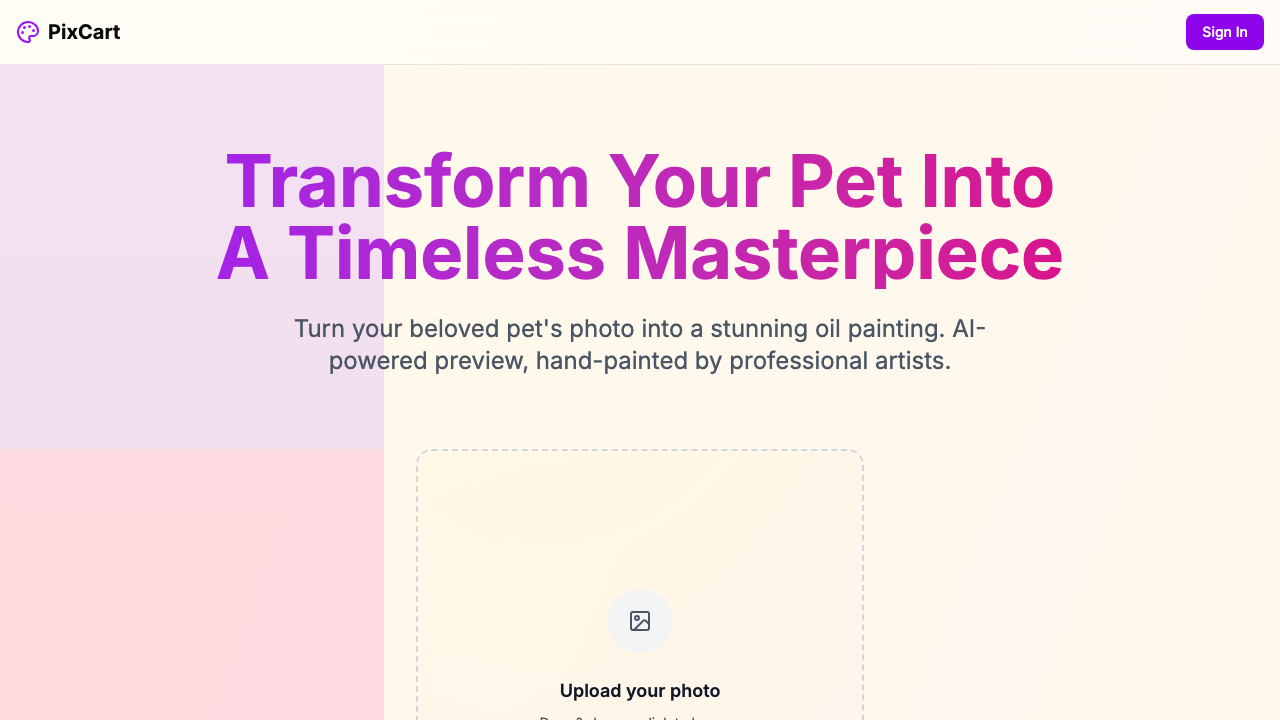 PixCart
Sign In
Transform Your Pet Into
A Timeless Masterpiece
Turn your beloved pet's photo into a stunning oil painting. AI-
powered preview, hand-painted by professional artists.
Upload your photo